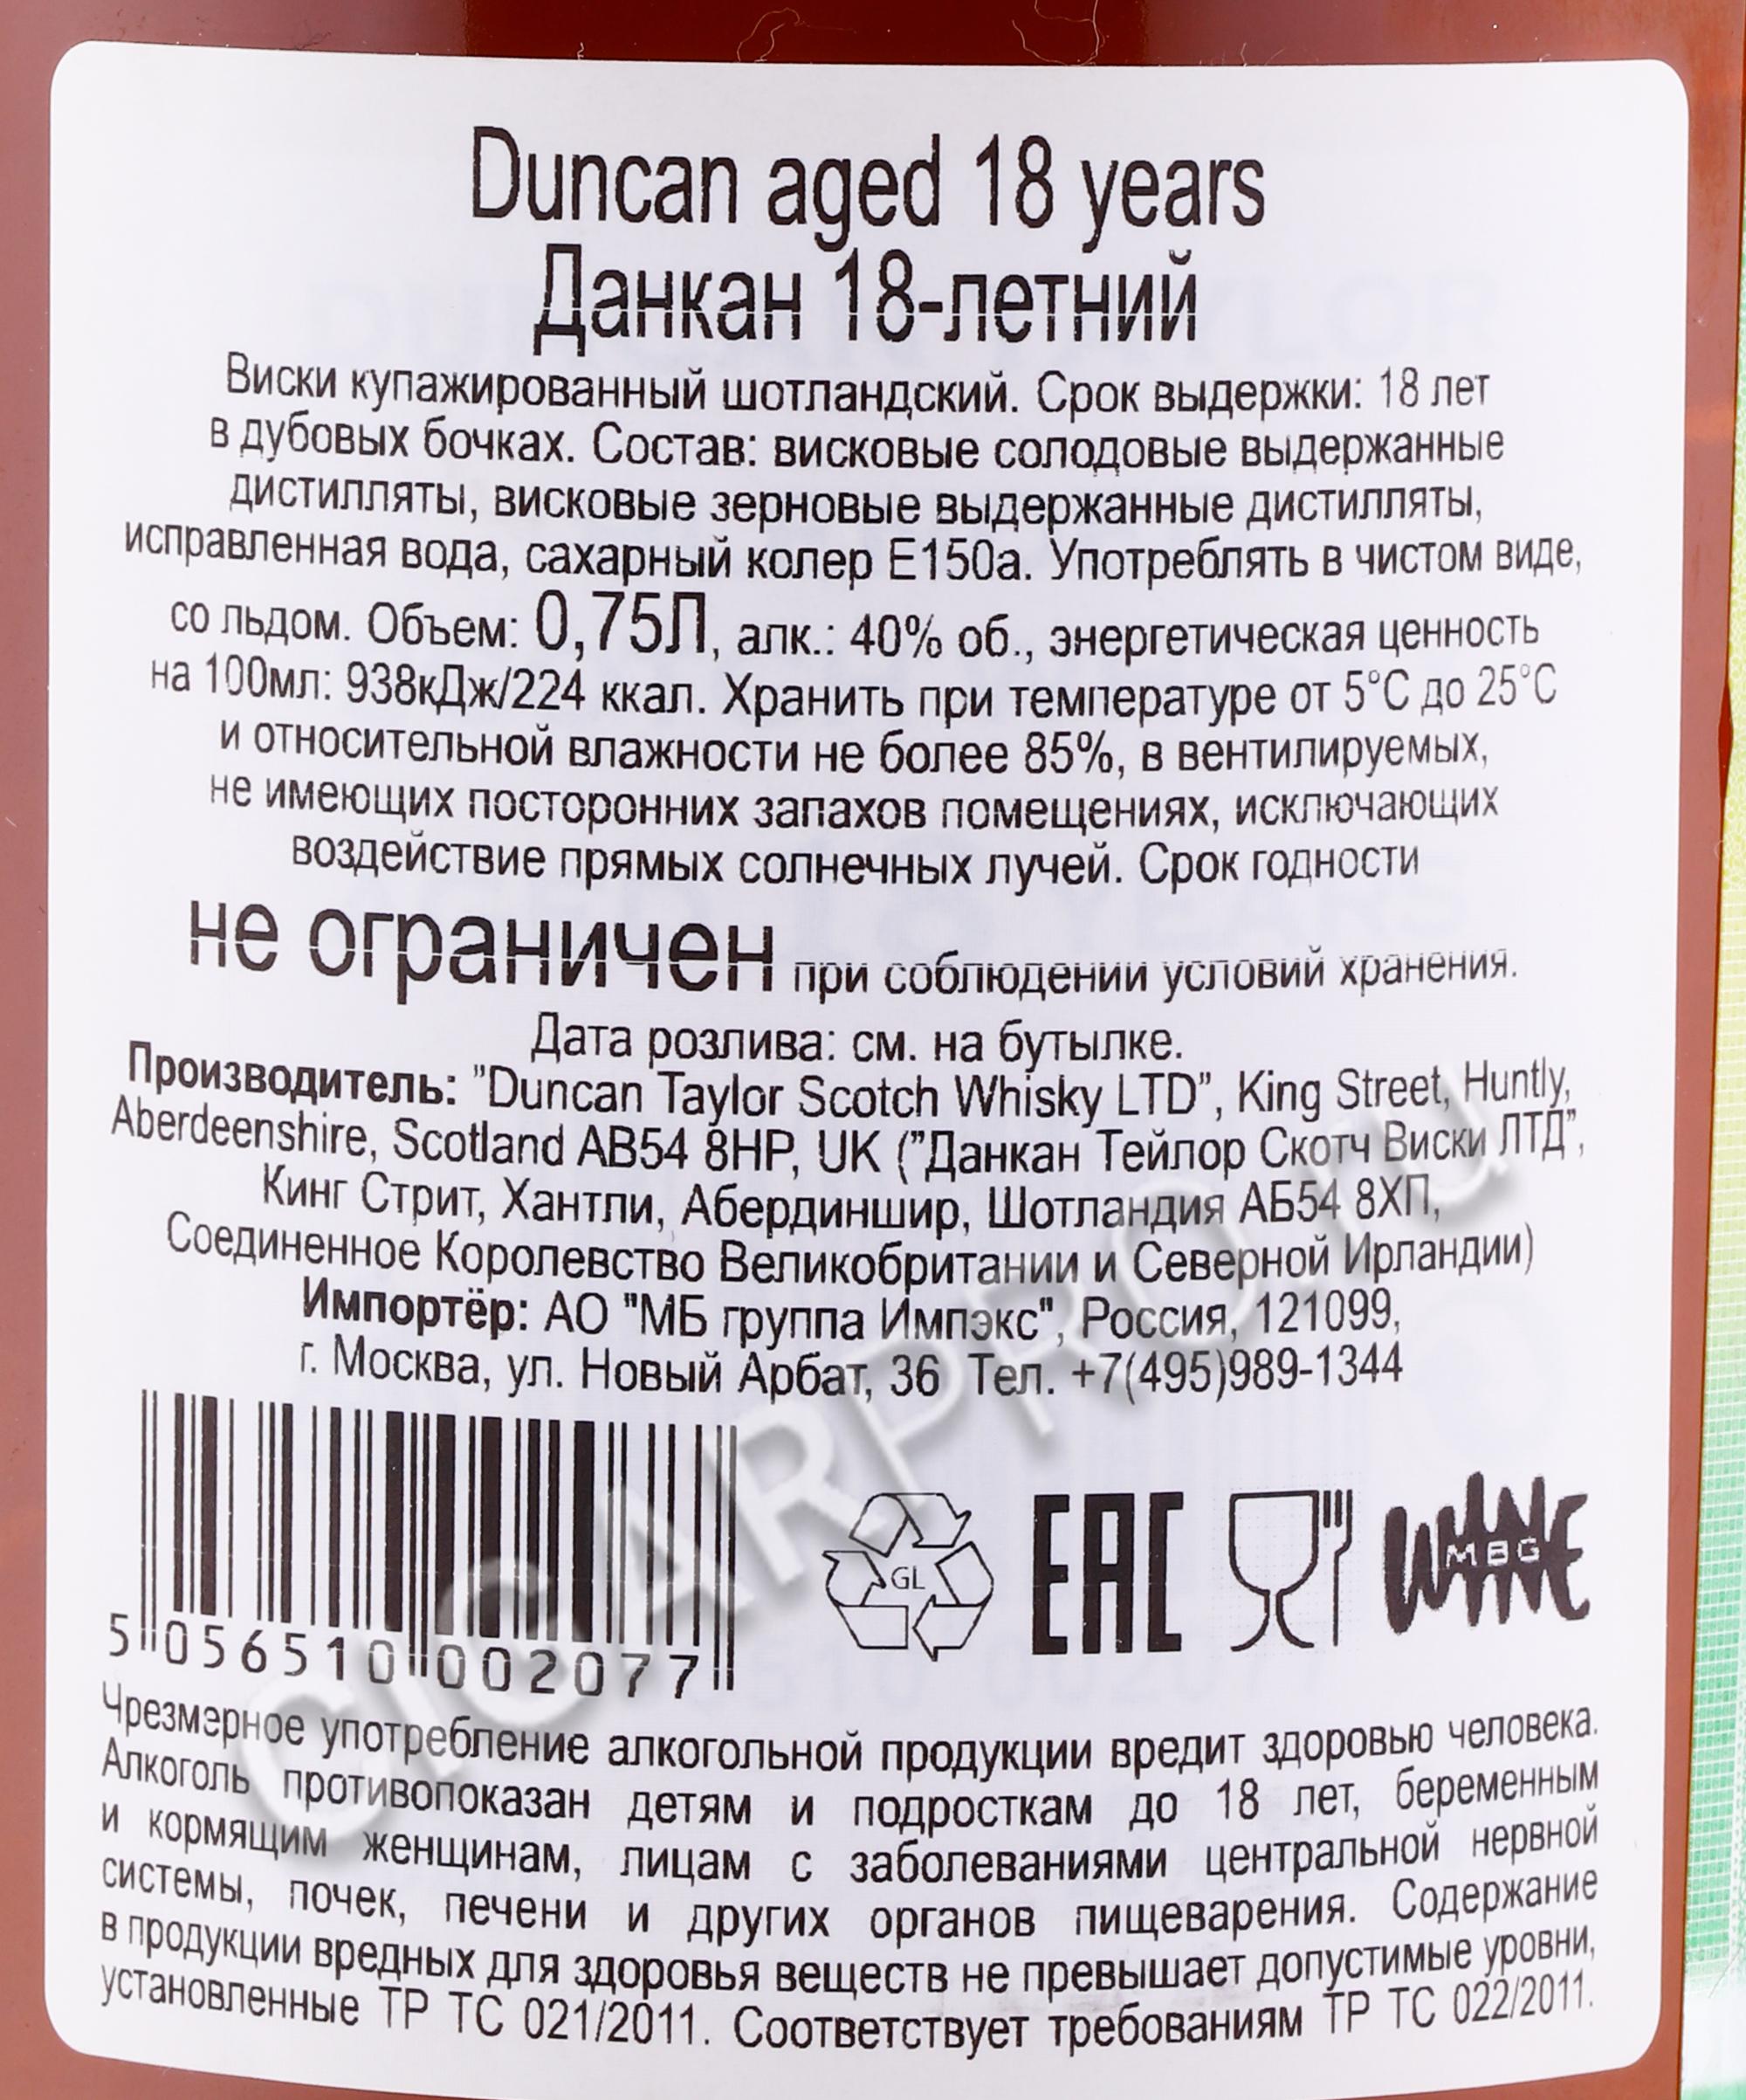 Duncan aged 18 years
Данкан 18-летний
Виски купажированный шотландский. Срок выдержки: 18 лет
в дубовых бочках. Состав: висковые солодовые выдержанные
дистилляты, висковые зерновые выдержанные дистилляты,
исправленная вода, сахарный колер Е150а. Употреблять в чистом виде,
со льдом. Объем: 0,75Л, алк.: 40% об., энергетическая ценность
на 100мл: 938кДж/224 ккал. Хранить при температуре от 5°С до 25°С
и относительной влажности не более 85%, в вентилируемых,
не имеющих посторонних запахов помещениях, исключающих
воздействие прямых солнечных лучей. Срок годности
не ограничен при соблюдении условий хранения.
Дата розлива: см. на бутылке.
Производитель: "Duncan Taylor Scotch Whisky LTD", King Street, Huntly,
Aberdeenshire, Scotland AB54 8HP, UK ("Данкан Тейлор Скотч Виски ЛТД",
Кинг Стрит, Хантли, Абердиншир, Шотландия АБ54 8ХП,
Соединенное Королевство Великобритании и Северной Ирландии)
Импортёр: АО "МБ группа Импэкс", Россия, 121099,
г. Москва, ул. Новый Арбат, 36 Тел. +7(495)989-1344
5 056510 002077
GL
EAC
WINE
MBG
CIGARPRO.ru
Чрезмерное употребление алкогольной продукции вредит здоровью человека.
Алкоголь противопоказан детям и подросткам до 18 лет, беременным
и кормящим женщинам, лицам с заболеваниями центральной нервной
системы, почек, печени и других органов пищеварения. Содержание
в продукции вредных для здоровья веществ не превышает допустимые уровни,
установленные ТР ТС 021/2011. Соответствует требованиям ТР ТС 022/2011.